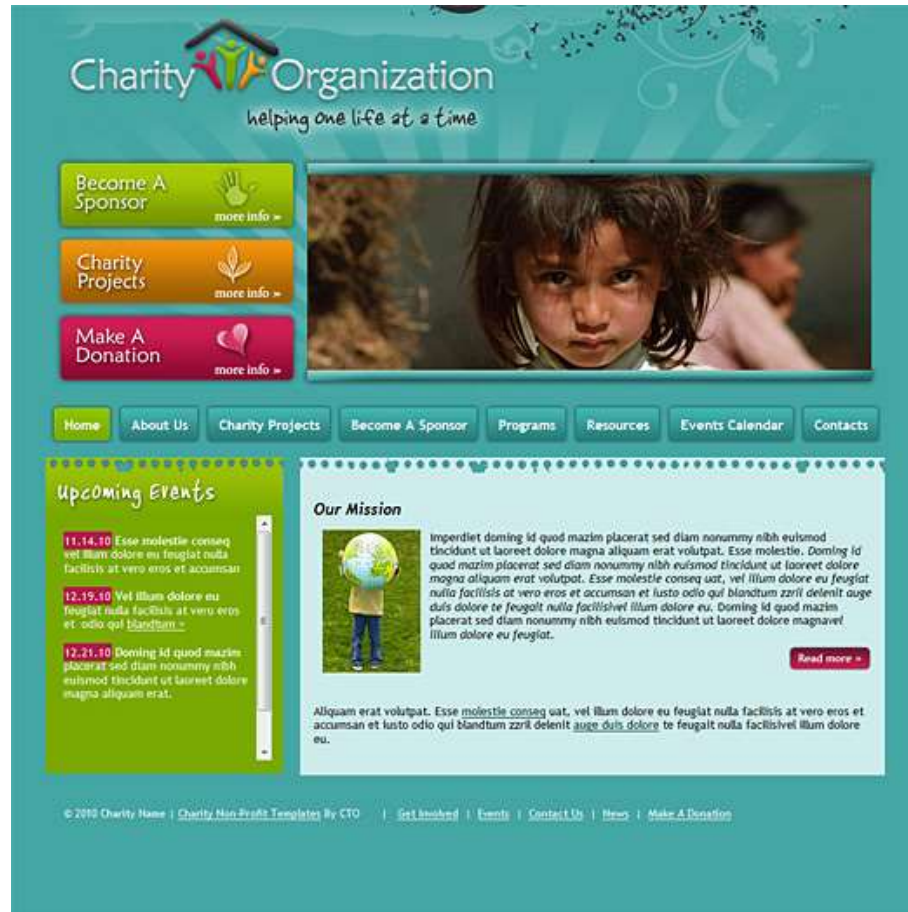 Charity Organization
helping one life at a time
Become A
Sponsor
more info »
Charity
Projects
more info »
Make A
Donation
more info »
Home About Us Charity Projects Become A Sponsor Programs Resources Events Calendar Contacts
Upcoming Events
11.14.10 Esse molestie conseq
vel illum dolore eu feugiat nulla
facilisis at vero eros et accumsan
12.19.10 Vel illum dolore eu
feugiat nulla facilisis at vero eros
et odio qui blandtum »
12.21.10 Doming id quod mazim
placerat sed diam nonummy nibh
euismod tincidunt ut laoreet dolore
magna aliquam erat.
Our Mission
Imperdiet doming id quod mazim placerat sed diam nonummy nibh euismod
tincidunt ut laoreet dolore magna aliquam erat volutpat. Esse molestie. Doming id
quod mazim placerat sed diam nonummy nibh euismod tincidunt ut laoreet dolore
magna aliquam erat volutpat. Esse molestie conseq uat, vel illum dolore eu feugiat
nulla facilisis at vero eros et accumsan et iusto odio qui blandtum zzril delenit auge
duis dolore te feugait nulla facilisivel illum dolore eu. Doming id quod mazim
placerat sed diam nonummy nibh euismod tincidunt ut laoreet dolore magnavel
illum dolore eu feugiat.
Read more »
Aliquam erat volutpat. Esse molestie conseq uat, vel illum dolore eu feugiat nulla facilisis at vero eros et
accumsan et iusto odio qui blandtum zzril delenit auge duis dolore te feugait nulla facilisivel illum dolore
eu.
© 2010 Charity Name | Charity Non-Profit Templates By CTO | Get Involved | Events | Contact Us | News | Make A Donation